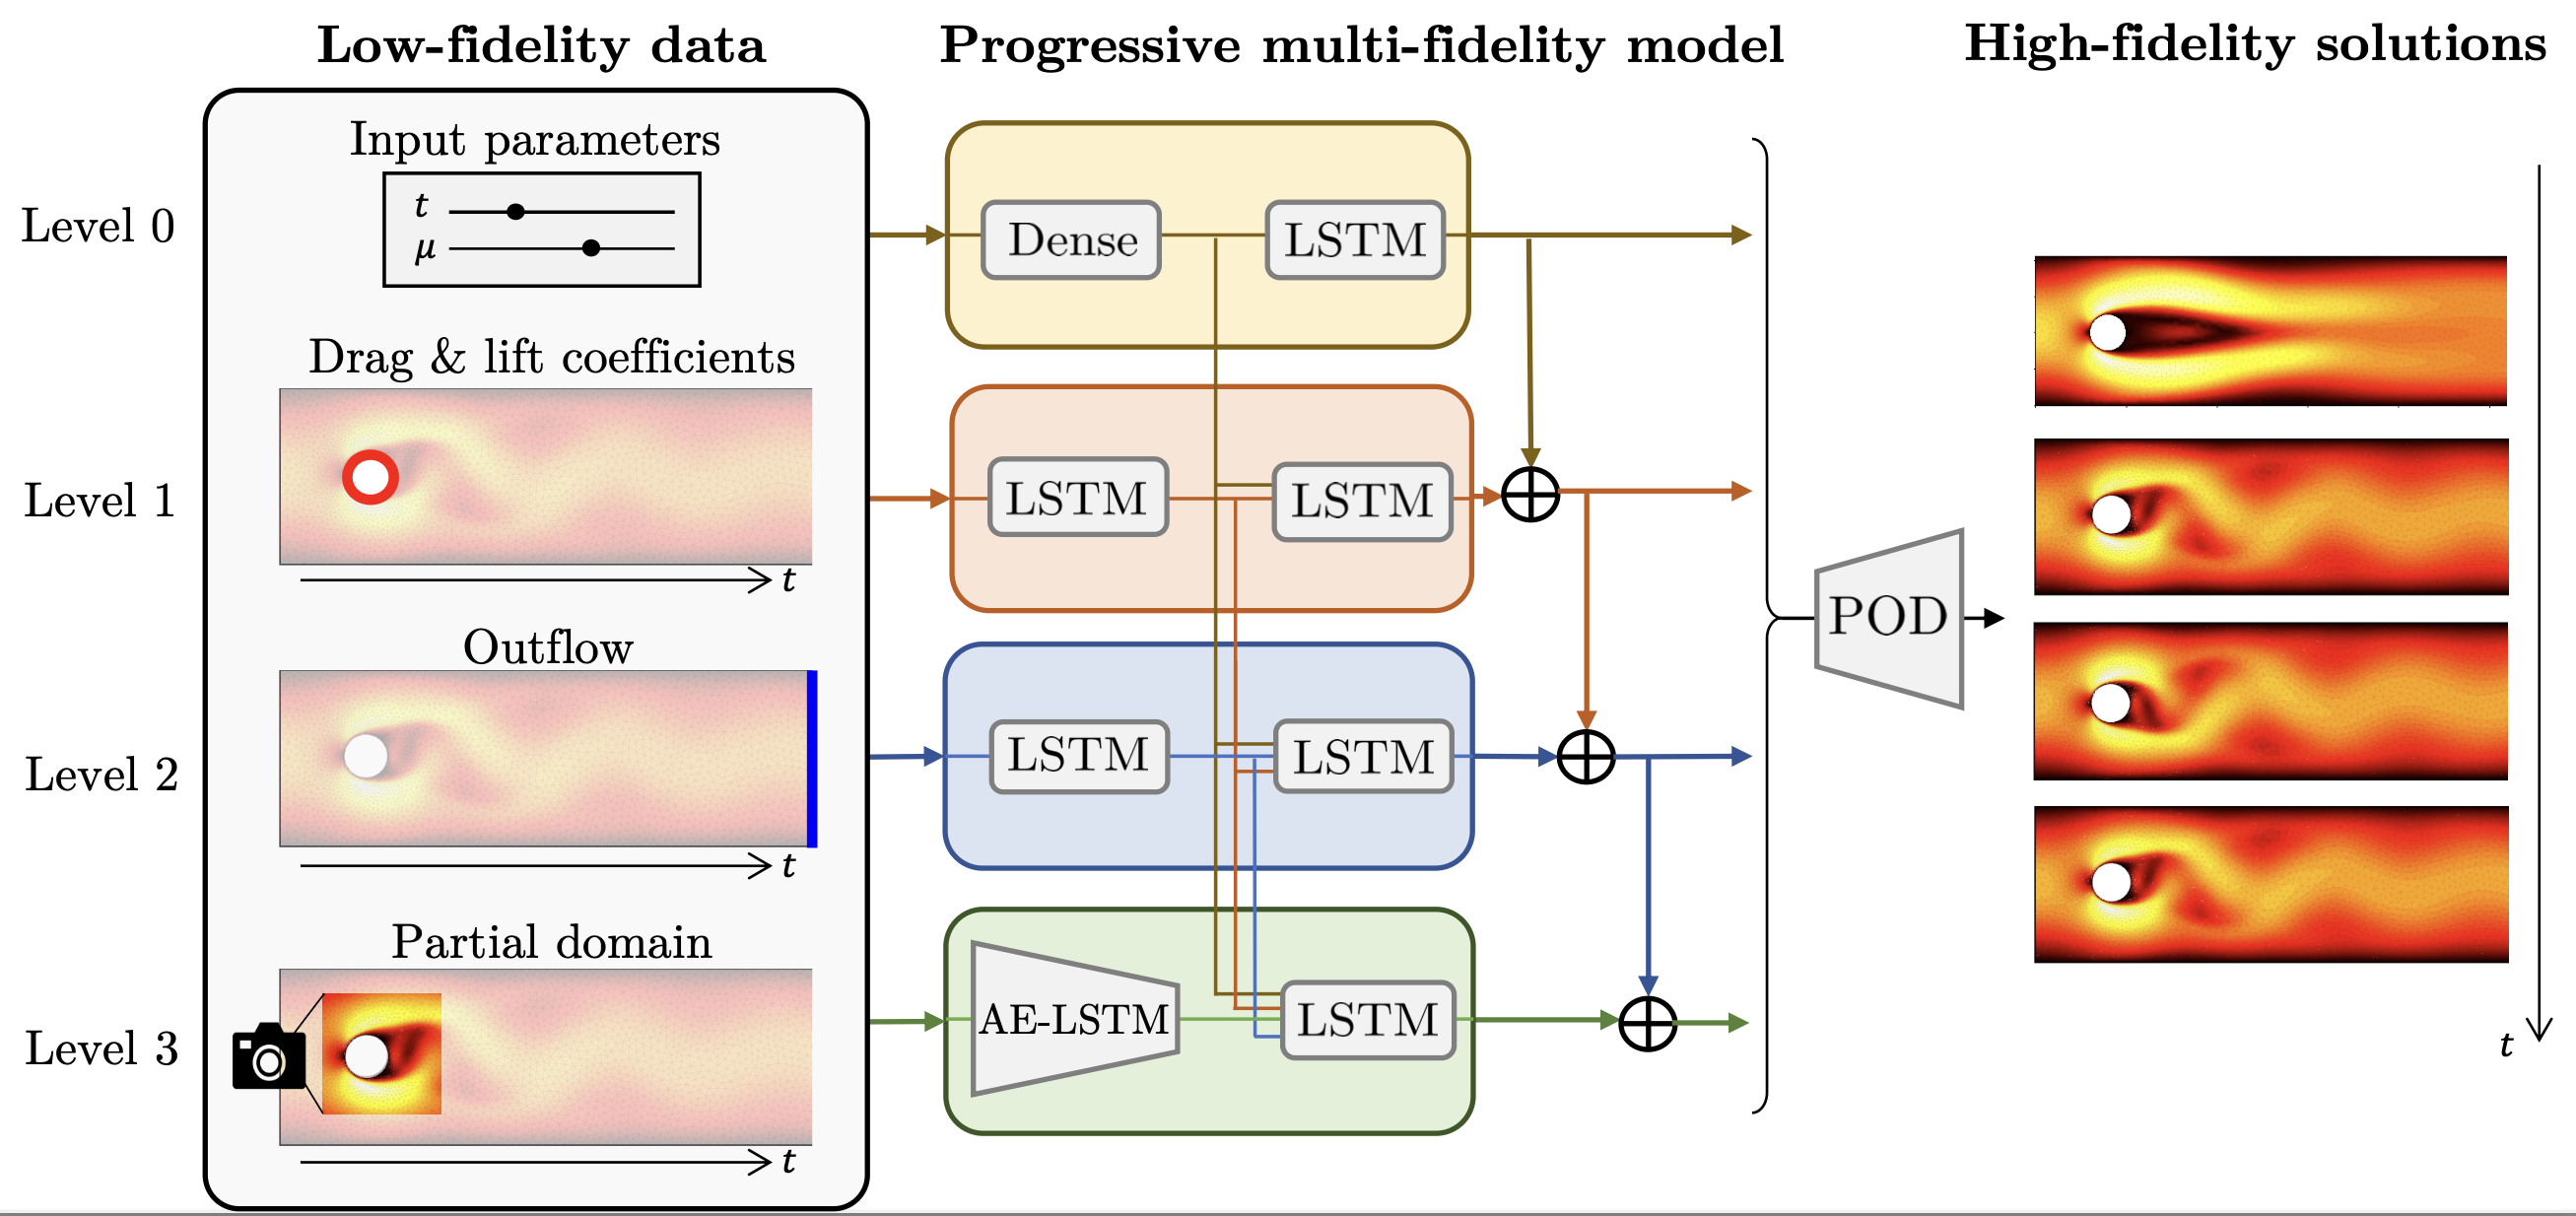 Low-fidelity data
Progressive multi-fidelity model
High-fidelity solutions
Level 0
Input parameters
t
μ
Dense
LSTM
Level 1
Drag & lift coefficients
t
LSTM
LSTM
Level 2
Outflow
t
LSTM
LSTM
POD
Level 3
Partial domain
t
AE-LSTM
LSTM
t